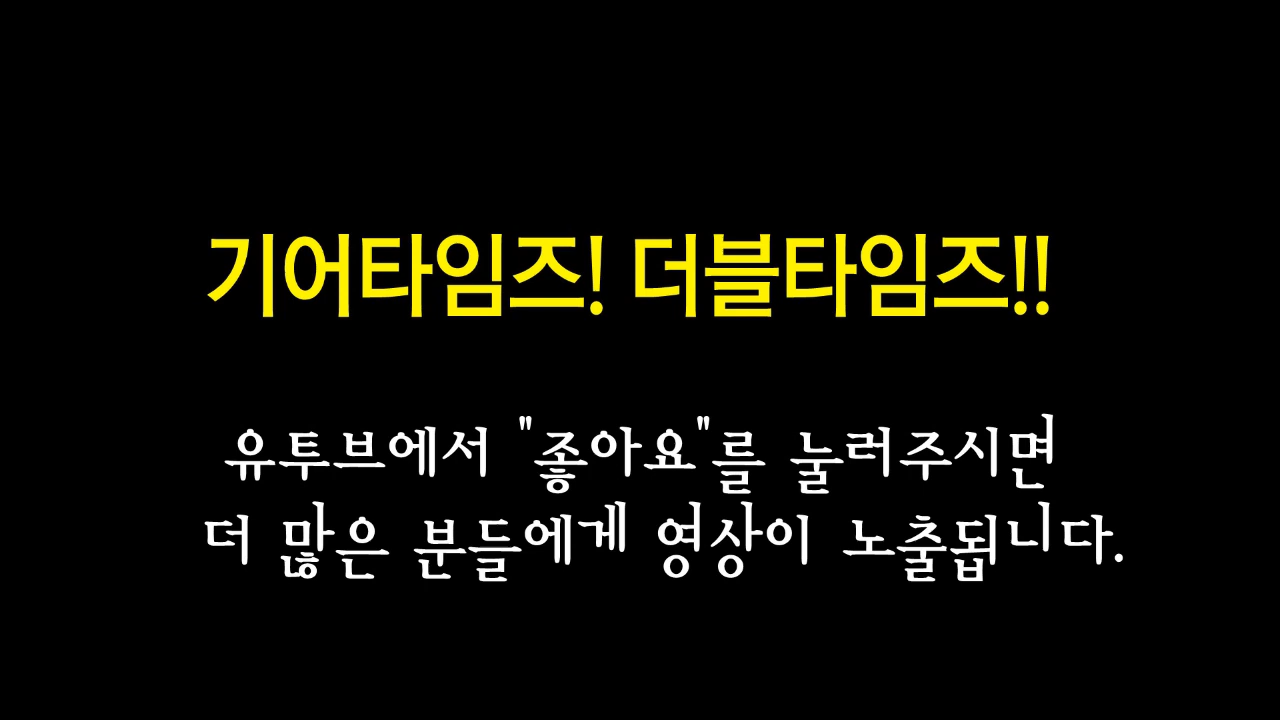 기어타임즈! 더블타임즈!!
유투브에서 "좋아요"를 눌러주시면
더 많은 분들에게 영상이 노출됩니다.